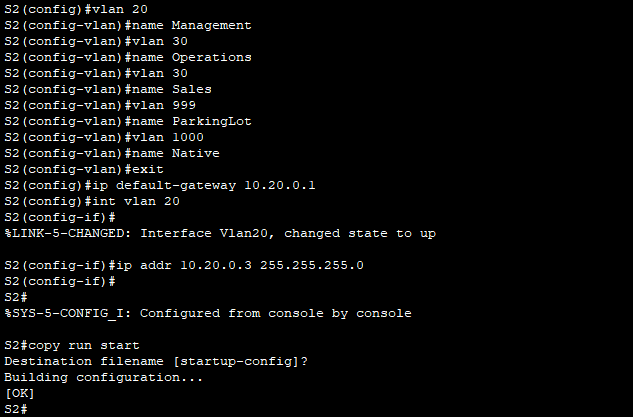 S2(config)#vlan 20
S2(config-vlan)#name Management
S2(config-vlan)#vlan 30
S2(config-vlan)#name Operations
S2(config-vlan)#vlan 30
S2(config-vlan)#name Sales
S2(config-vlan)#vlan 999
S2(config-vlan)#name ParkingLot
S2(config-vlan)#vlan 1000
S2(config-vlan)#name Native
S2(config-vlan)#exit
S2(config)#ip default-gateway 10.20.0.1
S2(config)#int vlan 20
S2(config-if)#
%LINK-5-CHANGED: Interface Vlan20, changed state to up
S2(config-if)#ip addr 10.20.0.3 255.255.255.0
S2(config-if)#
S2#
%SYS-5-CONFIG_I: Configured from console by console
S2#copy run start
Destination filename [startup-config]?
Building configuration...
[OK]
S2#